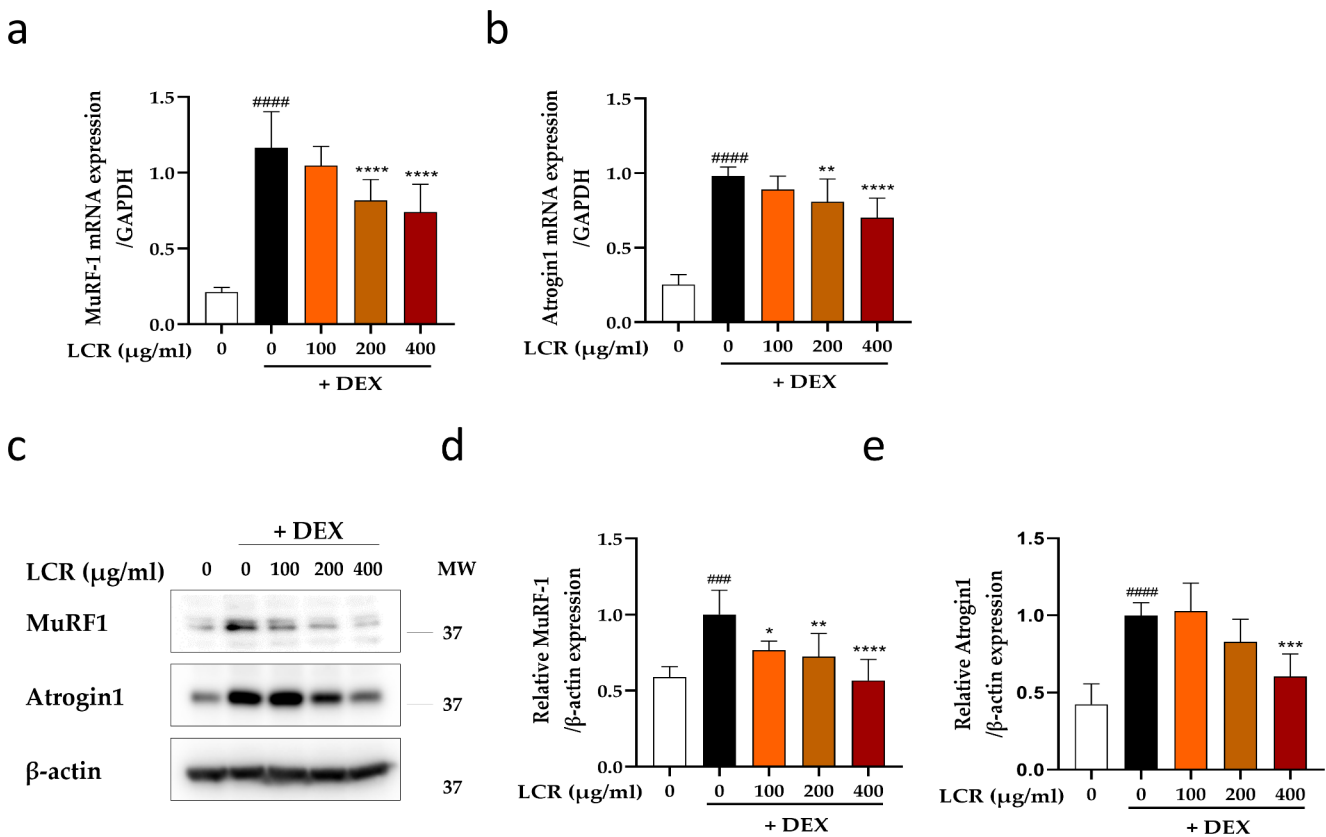 a
MuRF-1 mRNA expression
/GAPDH
1.5
1.0
0.5
0.0
####
****
****
LCR (μg/ml) 0 0 100 200 400
+ DEX
b
Atrogin1 mRNA expression
/GAPDH
1.5
1.0
0.5
0.0
####
**
****
LCR (μg/ml) 0 0 100 200 400
+ DEX
c
+ DEX
LCR (μg/ml) 0 0 100 200 400 MW
MuRF1 37
Atrogin1 37
β-actin 37
d
Relative MuRF-1
/β-actin expression
1.5
1.0
0.5
0.0
###
*
**
****
LCR (μg/ml) 0 0 100 200 400
+ DEX
e
Relative Atrogin1
/β-actin expression
1.5
1.0
0.5
0.0
####
***
LCR (μg/ml) 0 0 100 200 400
+ DEX